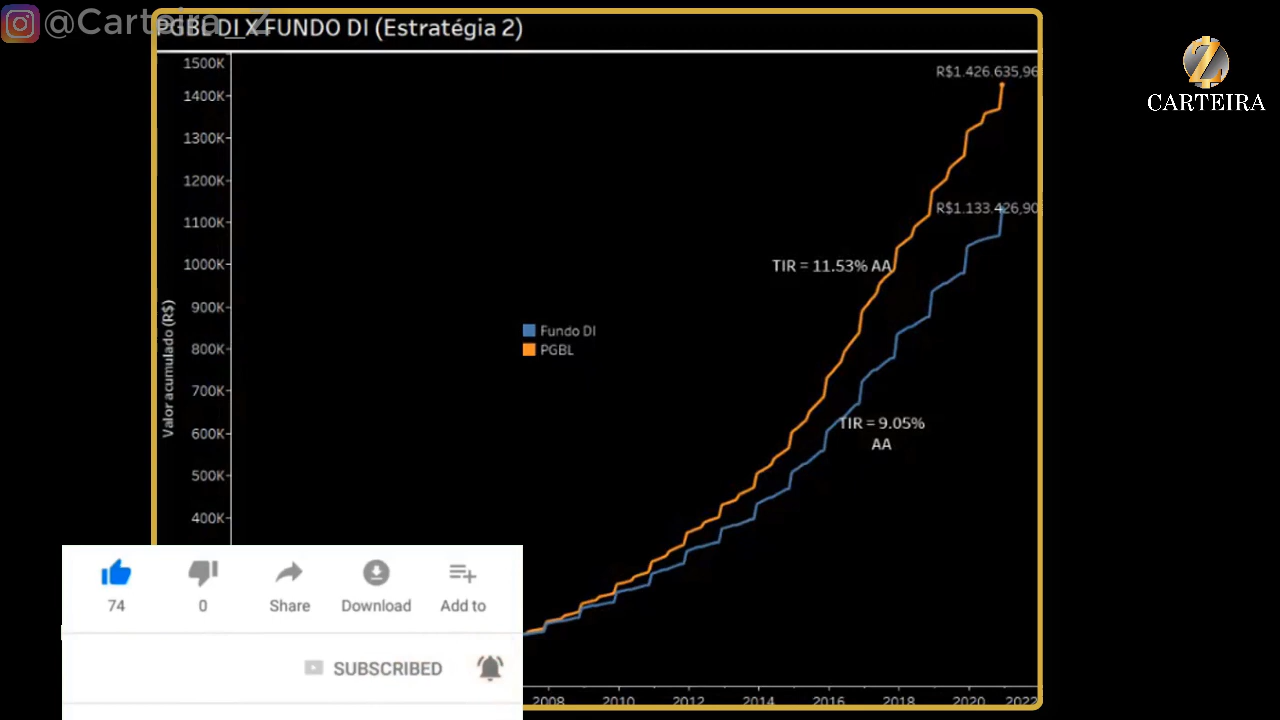 @Carteira_Z
PGBL DI X FUNDO DI (Estratégia 2)
CARTEIRA
1500K
1400K
1300K
1200K
1100K
1000K
900K
800K
700K
600K
500K
400K
Valor acumulado (R$)
R$1.426.635,96
R$1.133.426,90
TIR = 11.53% AA
Fundo DI
PGBL
TIR = 9.05%
AA
74
0
Share
Download
Add to
SUBSCRIBED
2008
2010
2012
2014
2016
2018
2020
2022